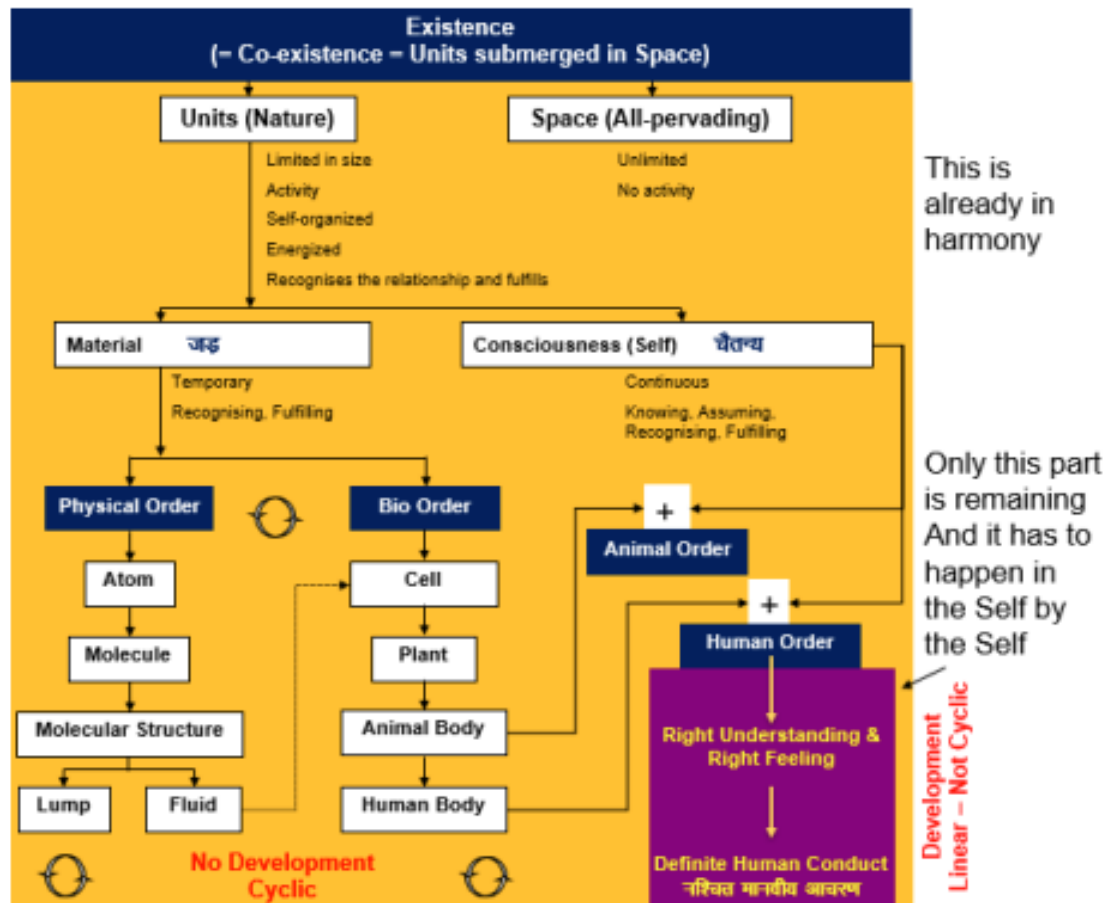 Existence
(= Co-existence – Units submerged in Space)
Units (Nature)
Space (All-pervading)
Limited in size
Activity
Self-organized
Energized
Recognises the relationship and fulfills
Unlimited
No activity
This is
already in
harmony
Material जड़
Consciousness (Self) चैतन्य
Temporary
Recognising, Fulfilling
Continuous
Knowing, Assuming,
Recognising, Fulfilling
Physical Order
Bio Order
+
Animal Order
Only this part
is remaining
And it has to
happen in
the Self by
the Self
Atom
Cell
+
Human Order
Molecule
Plant
Molecular Structure
Animal Body
Right Understanding &
Right Feeling
Lump
Fluid
Human Body
No Development
Cyclic
Definite Human Conduct
निश्चित मानवीय आचरण
Development
Linear – Not Cyclic